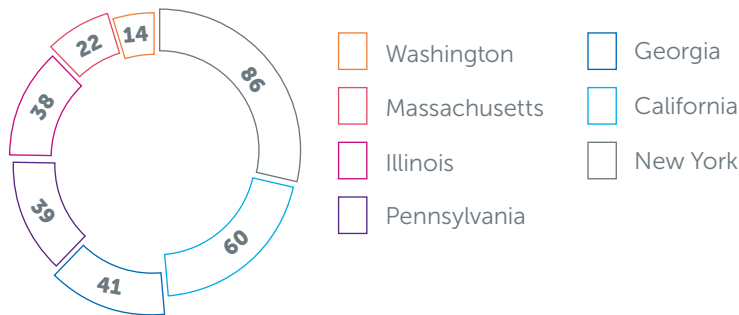 14
22
86
38
39
60
41
Washington
Massachusetts
Illinois
Pennsylvania
Georgia
California
New York